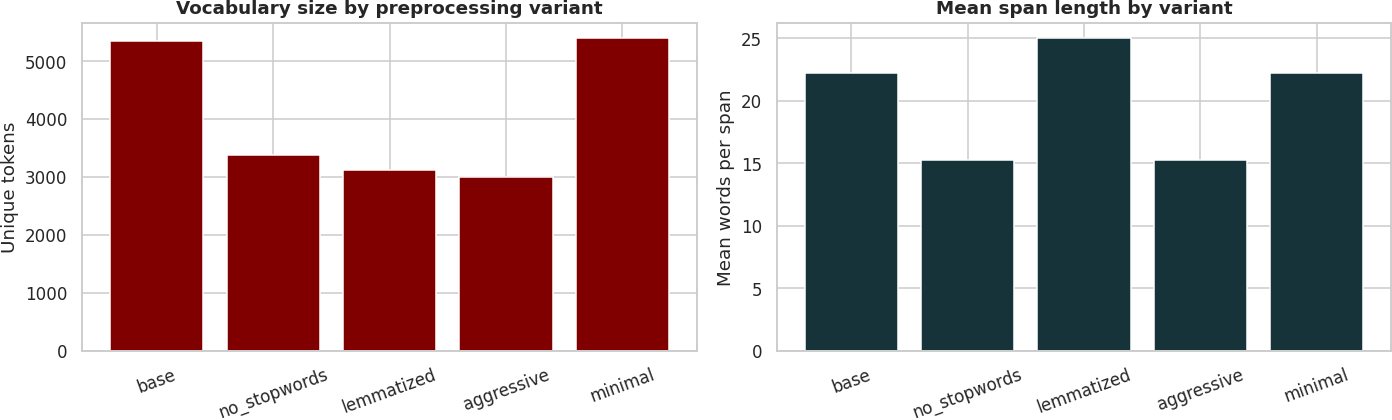 Vocabulary size by preprocessing variant
Unique tokens
5000
4000
3000
2000
1000
0
base
no_stopwords
lemmatized
aggressive
minimal
Mean span length by variant
Mean words per span
25
20
15
10
5
0
base
no_stopwords
lemmatized
aggressive
minimal